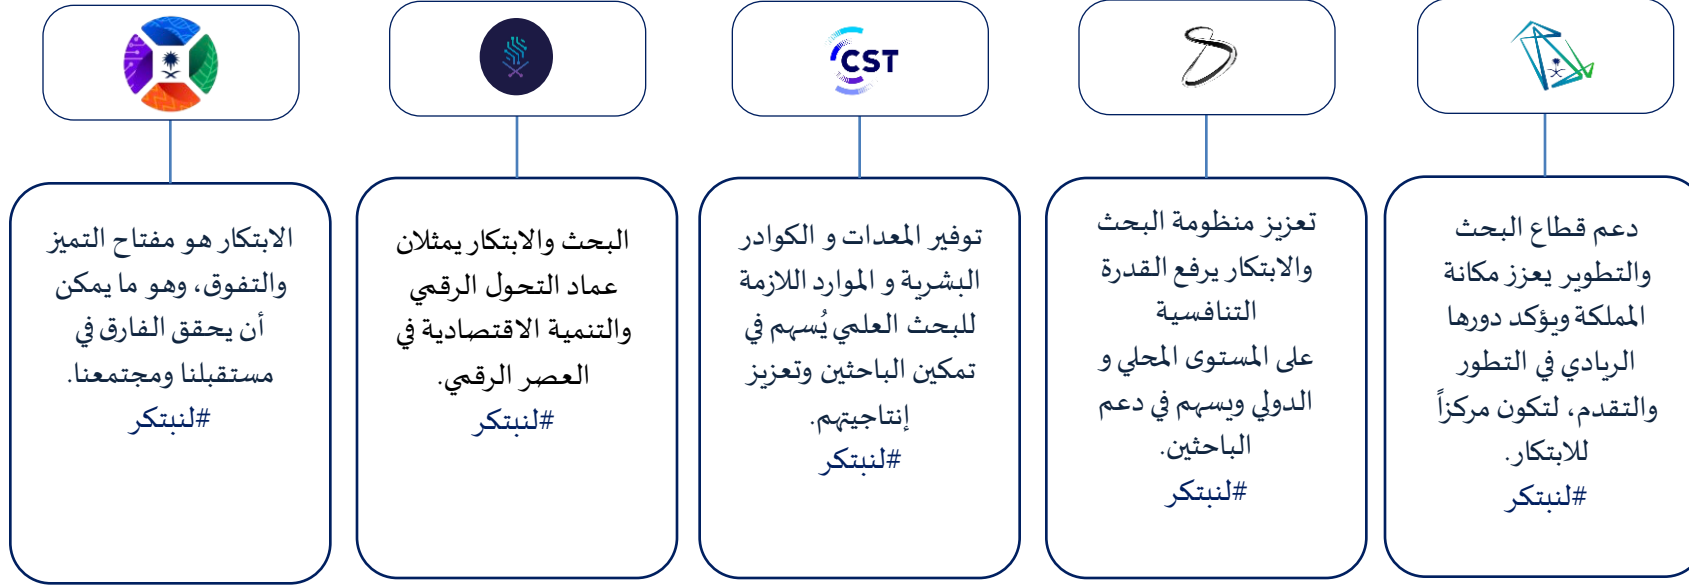 CST
دعم قطاع البحث
والتطوير يعزز مكانة
المملكة ويؤكد دورها
الريادي في التطور
والتقدم، لتكون مركزاً
للابتكار.
#لنبتكر
تعزيز منظومة البحث
والابتكار يرفع القدرة
التنافسية
على المستوى المحلي و
الدولي ويسهم في دعم
الباحثين.
#لنبتكر
توفير المعدات و الكوادر
البشرية و الموارد اللازمة
للبحث العلمي يُسهم في
تمكين الباحثين وتعزيز
إنتاجيتهم.
#لنبتكر
البحث والابتكار يمثلان
عماد التحول الرقمي
والتنمية الاقتصادية في
العصر الرقمي.
#لنبتكر
الابتكار هو مفتاح التميز
والتفوق، وهو ما يمكن
أن يحقق الفارق في
مستقبلنا ومجتمعنا.
#لنبتكر